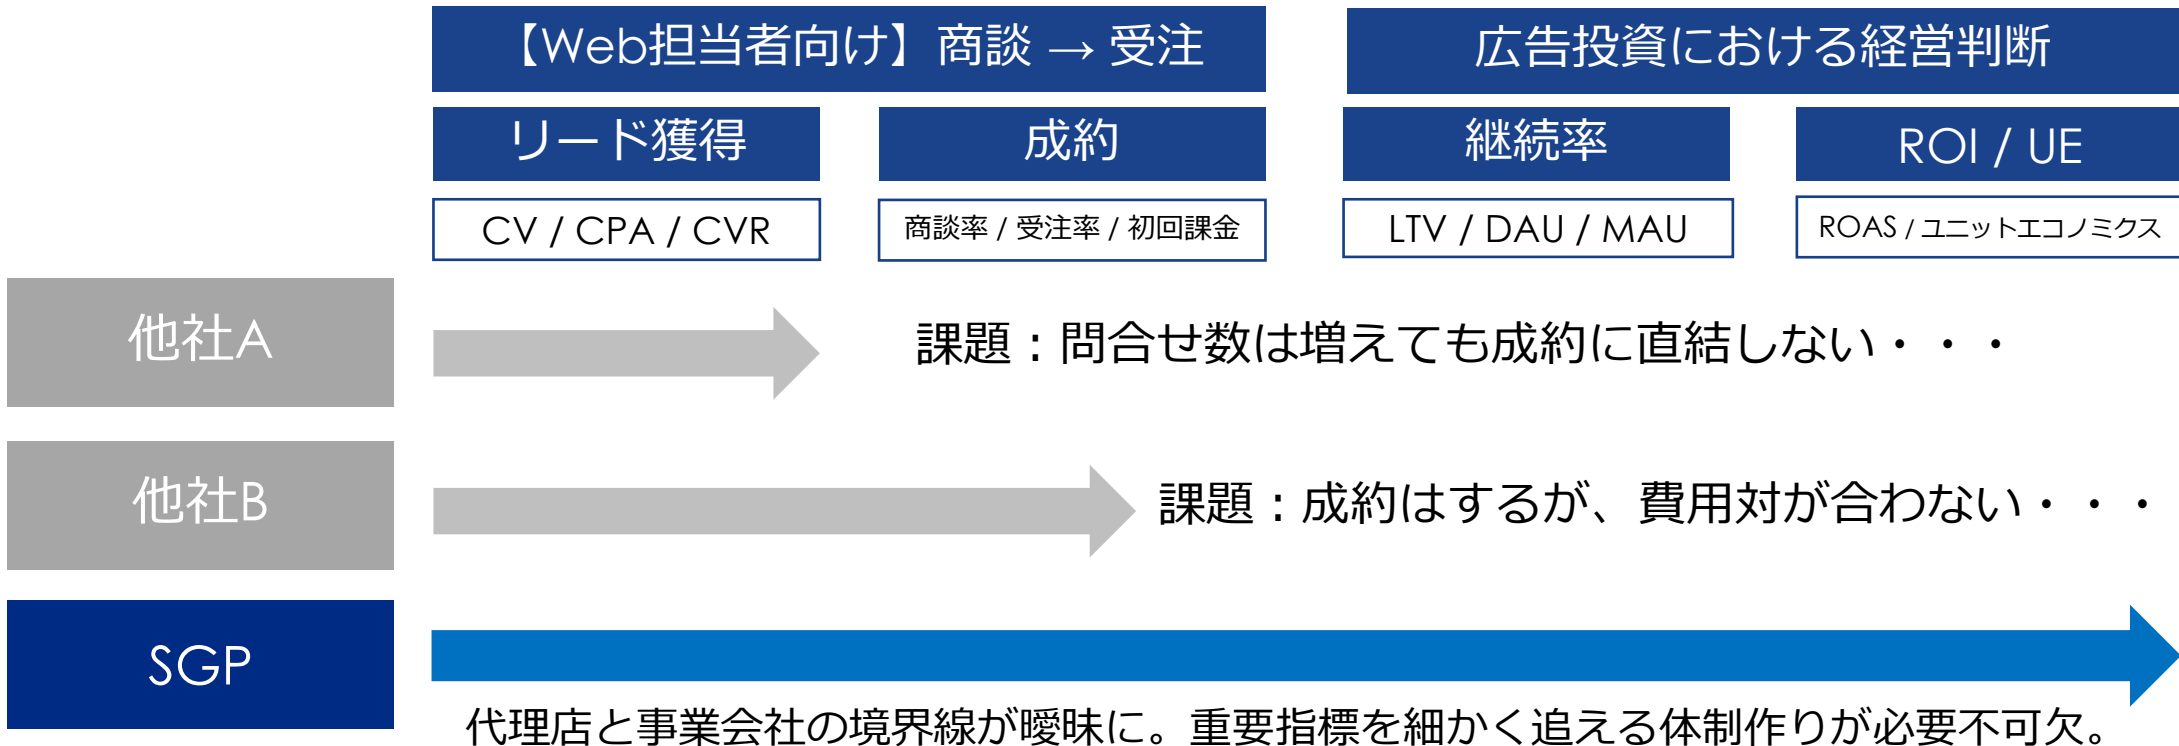 【Web担当者向け】商談 → 受注
広告投資における経営判断
リード獲得
成約
継続率
ROI / UE
CV / CPA / CVR
商談率 / 受注率 / 初回課金
LTV / DAU / MAU
ROAS / ユニットエコノミクス
他社A
課題：問合せ数は増えても成約に直結しない・・・
他社B
課題：成約はするが、費用対が合わない・・・
SGP
代理店と事業会社の境界線が曖昧に。重要指標を細かく追える体制作りが必要不可欠。